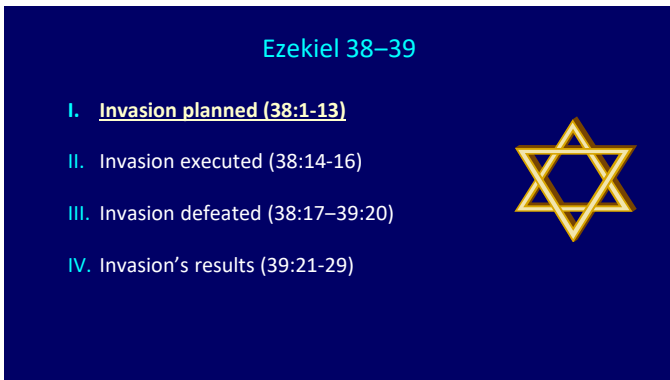 Ezekiel 38–39
I. Invasion planned (38:1-13)
II. Invasion executed (38:14-16)
III. Invasion defeated (38:17–39:20)
IV. Invasion’s results (39:21-29)